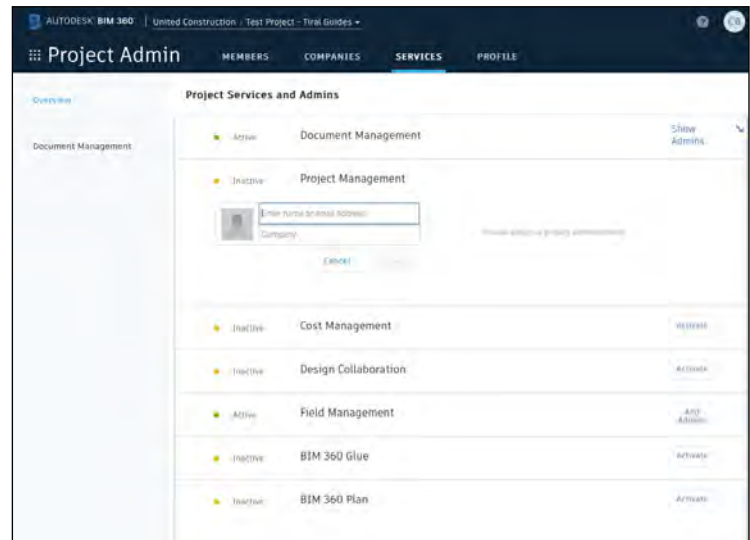 AUTODESK BIM 360 United Construction › Test Project - Tiral Guides
CB
Project Admin MEMBERS COMPANIES SERVICES PROFILE
Overview
Project Services and Admins
Active Document Management Show Admins
Document Management
Inactive Project Management
Enter name or email address
Company
Cancel
Inactive Cost Management Activate
Inactive Design Collaboration Activate
Active Field Management Add Admins
Inactive BIM 360 Glue Activate
Inactive BIM 360 Plan Activate